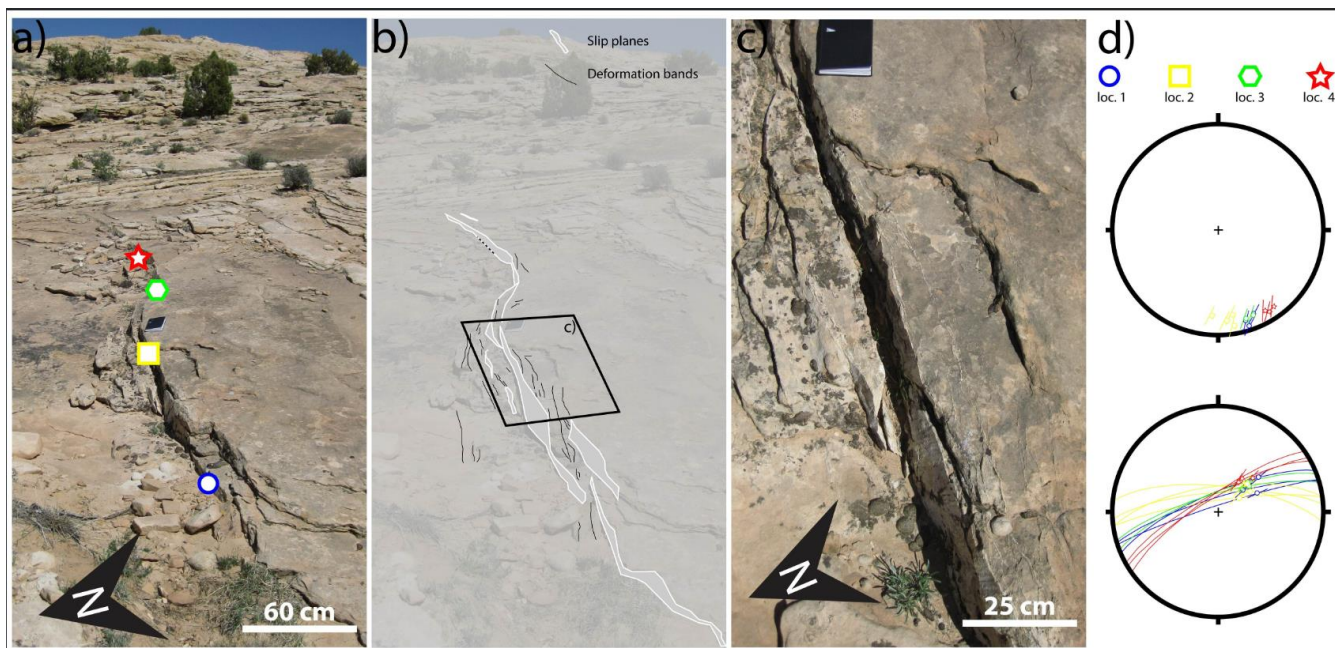 a)
N
60 cm
b)
Slip planes
Deformation bands
c)
c)
N
25 cm
d)
loc. 1 loc. 2 loc. 3 loc. 4